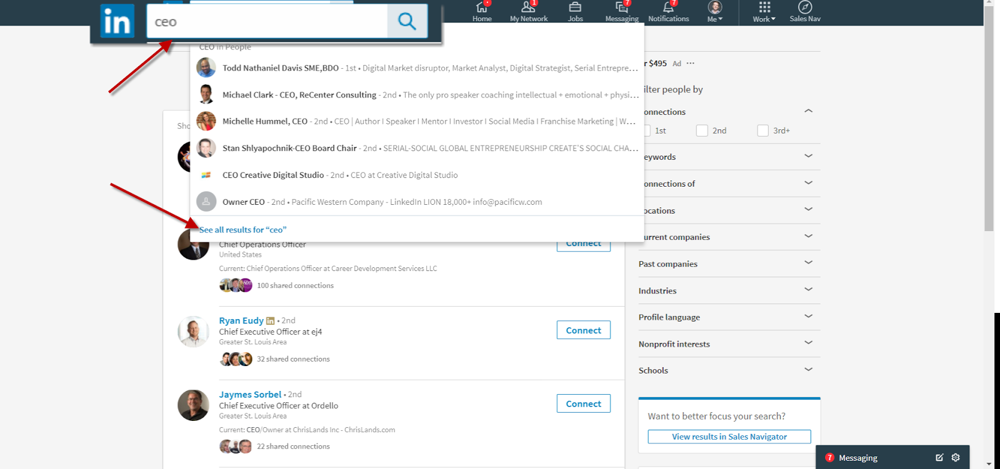 in
ceo
Home
1
My Network
Jobs
7
Messaging
7
Notifications
Me
Work
Sales Nav
CEO in People
Todd Nathaniel Davis SME,BDO - 1st • Digital Market disruptor, Market Analyst, Digital Strategist, Serial Entrepre...
Michael Clark - CEO, ReCenter Consulting - 2nd • The only pro speaker coaching intellectual + emotional + physi...
Michelle Hummel, CEO - 2nd • CEO | Author I Speaker I Mentor I Investor I Social Media I Franchise Marketing | W...
Stan Shlyapochnik-CEO Board Chair - 2nd • SERIAL-SOCIAL GLOBAL ENTREPRENEURSHIP CREATE'S SOCIAL CHA...
CEO Creative Digital Studio - 2nd • CEO at Creative Digital Studio
Owner CEO - 2nd • Pacific Western Company - LinkedIn LION 18,000+ info@pacificw.com
See all results for “ceo”
Sho
Chief Operations Officer
United States
Current: Chief Operations Officer at Career Development Services LLC
100 shared connections
Connect
Ryan Eudy in • 2nd
Chief Executive Officer at ej4
Greater St. Louis Area
32 shared connections
Connect
Jaymes Sorbel • 2nd
Chief Executive Officer at Ordello
Greater St. Louis Area
Current: CEO/Owner at ChrisLands Inc - ChrisLands.com
22 shared connections
Connect
r $495 Ad ...
ilter people by
onnections
1st 2nd 3rd+
eywords
onnections of
ocations
urrent companies
Past companies
Industries
Profile language
Nonprofit interests
Schools
Want to better focus your search?
View results in Sales Navigator
7 Messaging